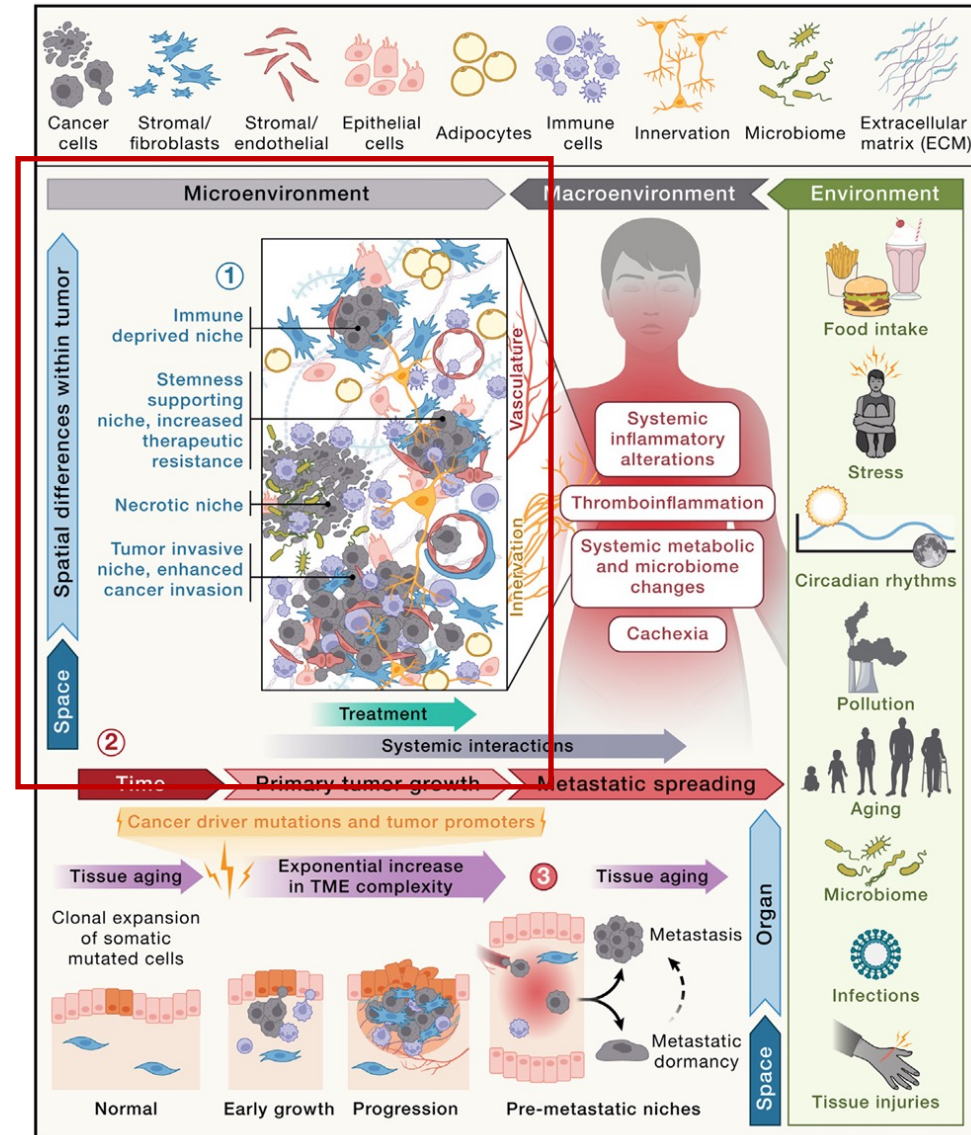 Cancer
cells
Stromal/
fibroblasts
Stromal/
endothelial
Epithelial
cells
Adipocytes
Immune
cells
Innervation
Microbiome
Extracellular
matrix (ECM)
Microenvironment
Macroenvironment
Environment
Spatial differences within tumor
Space
1
Immune
deprived niche
Stemness
supporting
niche, increased
therapeutic
resistance
Necrotic niche
Tumor invasive
niche, enhanced
cancer invasion
Vasculature
Innervation
Systemic
inflammatory
alterations
Thromboinflammation
Systemic metabolic
and microbiome
changes
Cachexia
Treatment
Systemic interactions
2
Time
Primary tumor growth
Metastatic spreading
Cancer driver mutations and tumor promoters
Tissue aging
Exponential increase
in TME complexity
3
Tissue aging
Clonal expansion
of somatic
mutated cells
Metastasis
Metastatic
dormancy
Normal
Early growth
Progression
Pre-metastatic niches
Organ
Space
Food intake
Stress
Circadian rhythms
Pollution
Aging
Microbiome
Infections
Tissue injuries